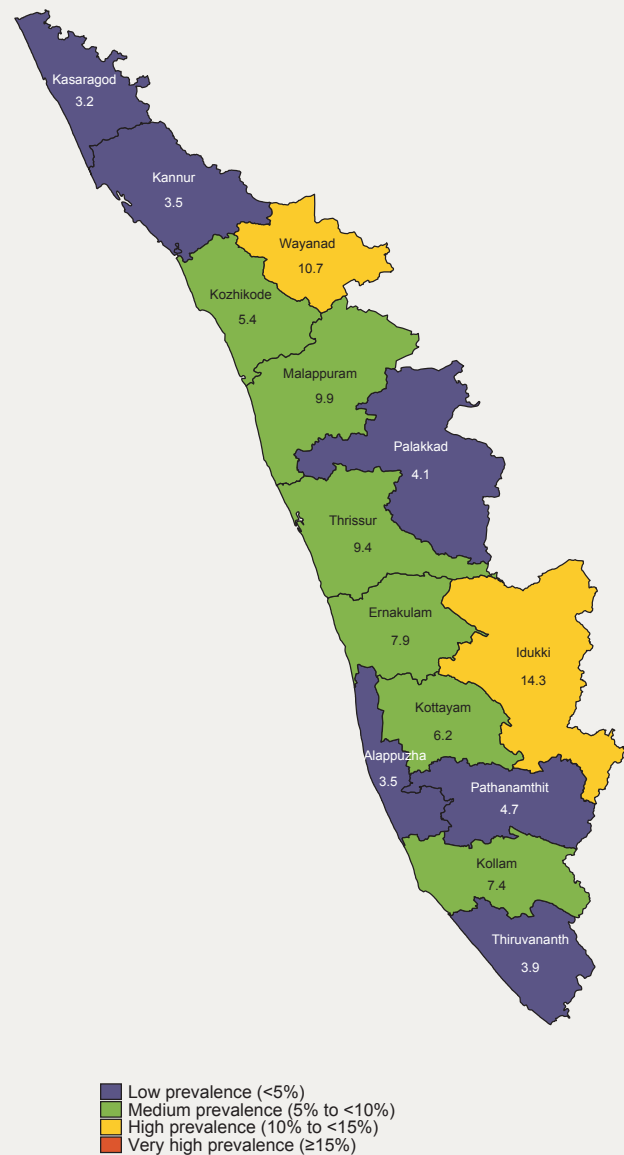 Kasaragod
3.2
Kannur
3.5
Wayanad
10.7
Kozhikode
5.4
Malappuram
9.9
Palakkad
4.1
Thrissur
9.4
Ernakulam
7.9
Idukki
14.3
Kottayam
6.2
Alappuzha
3.5
Pathanamthit
4.7
Kollam
7.4
Thiruvananth
3.9
Low prevalence (<5%)
Medium prevalence (5% to <10%)
High prevalence (10% to <15%)
Very high prevalence (≥15%)